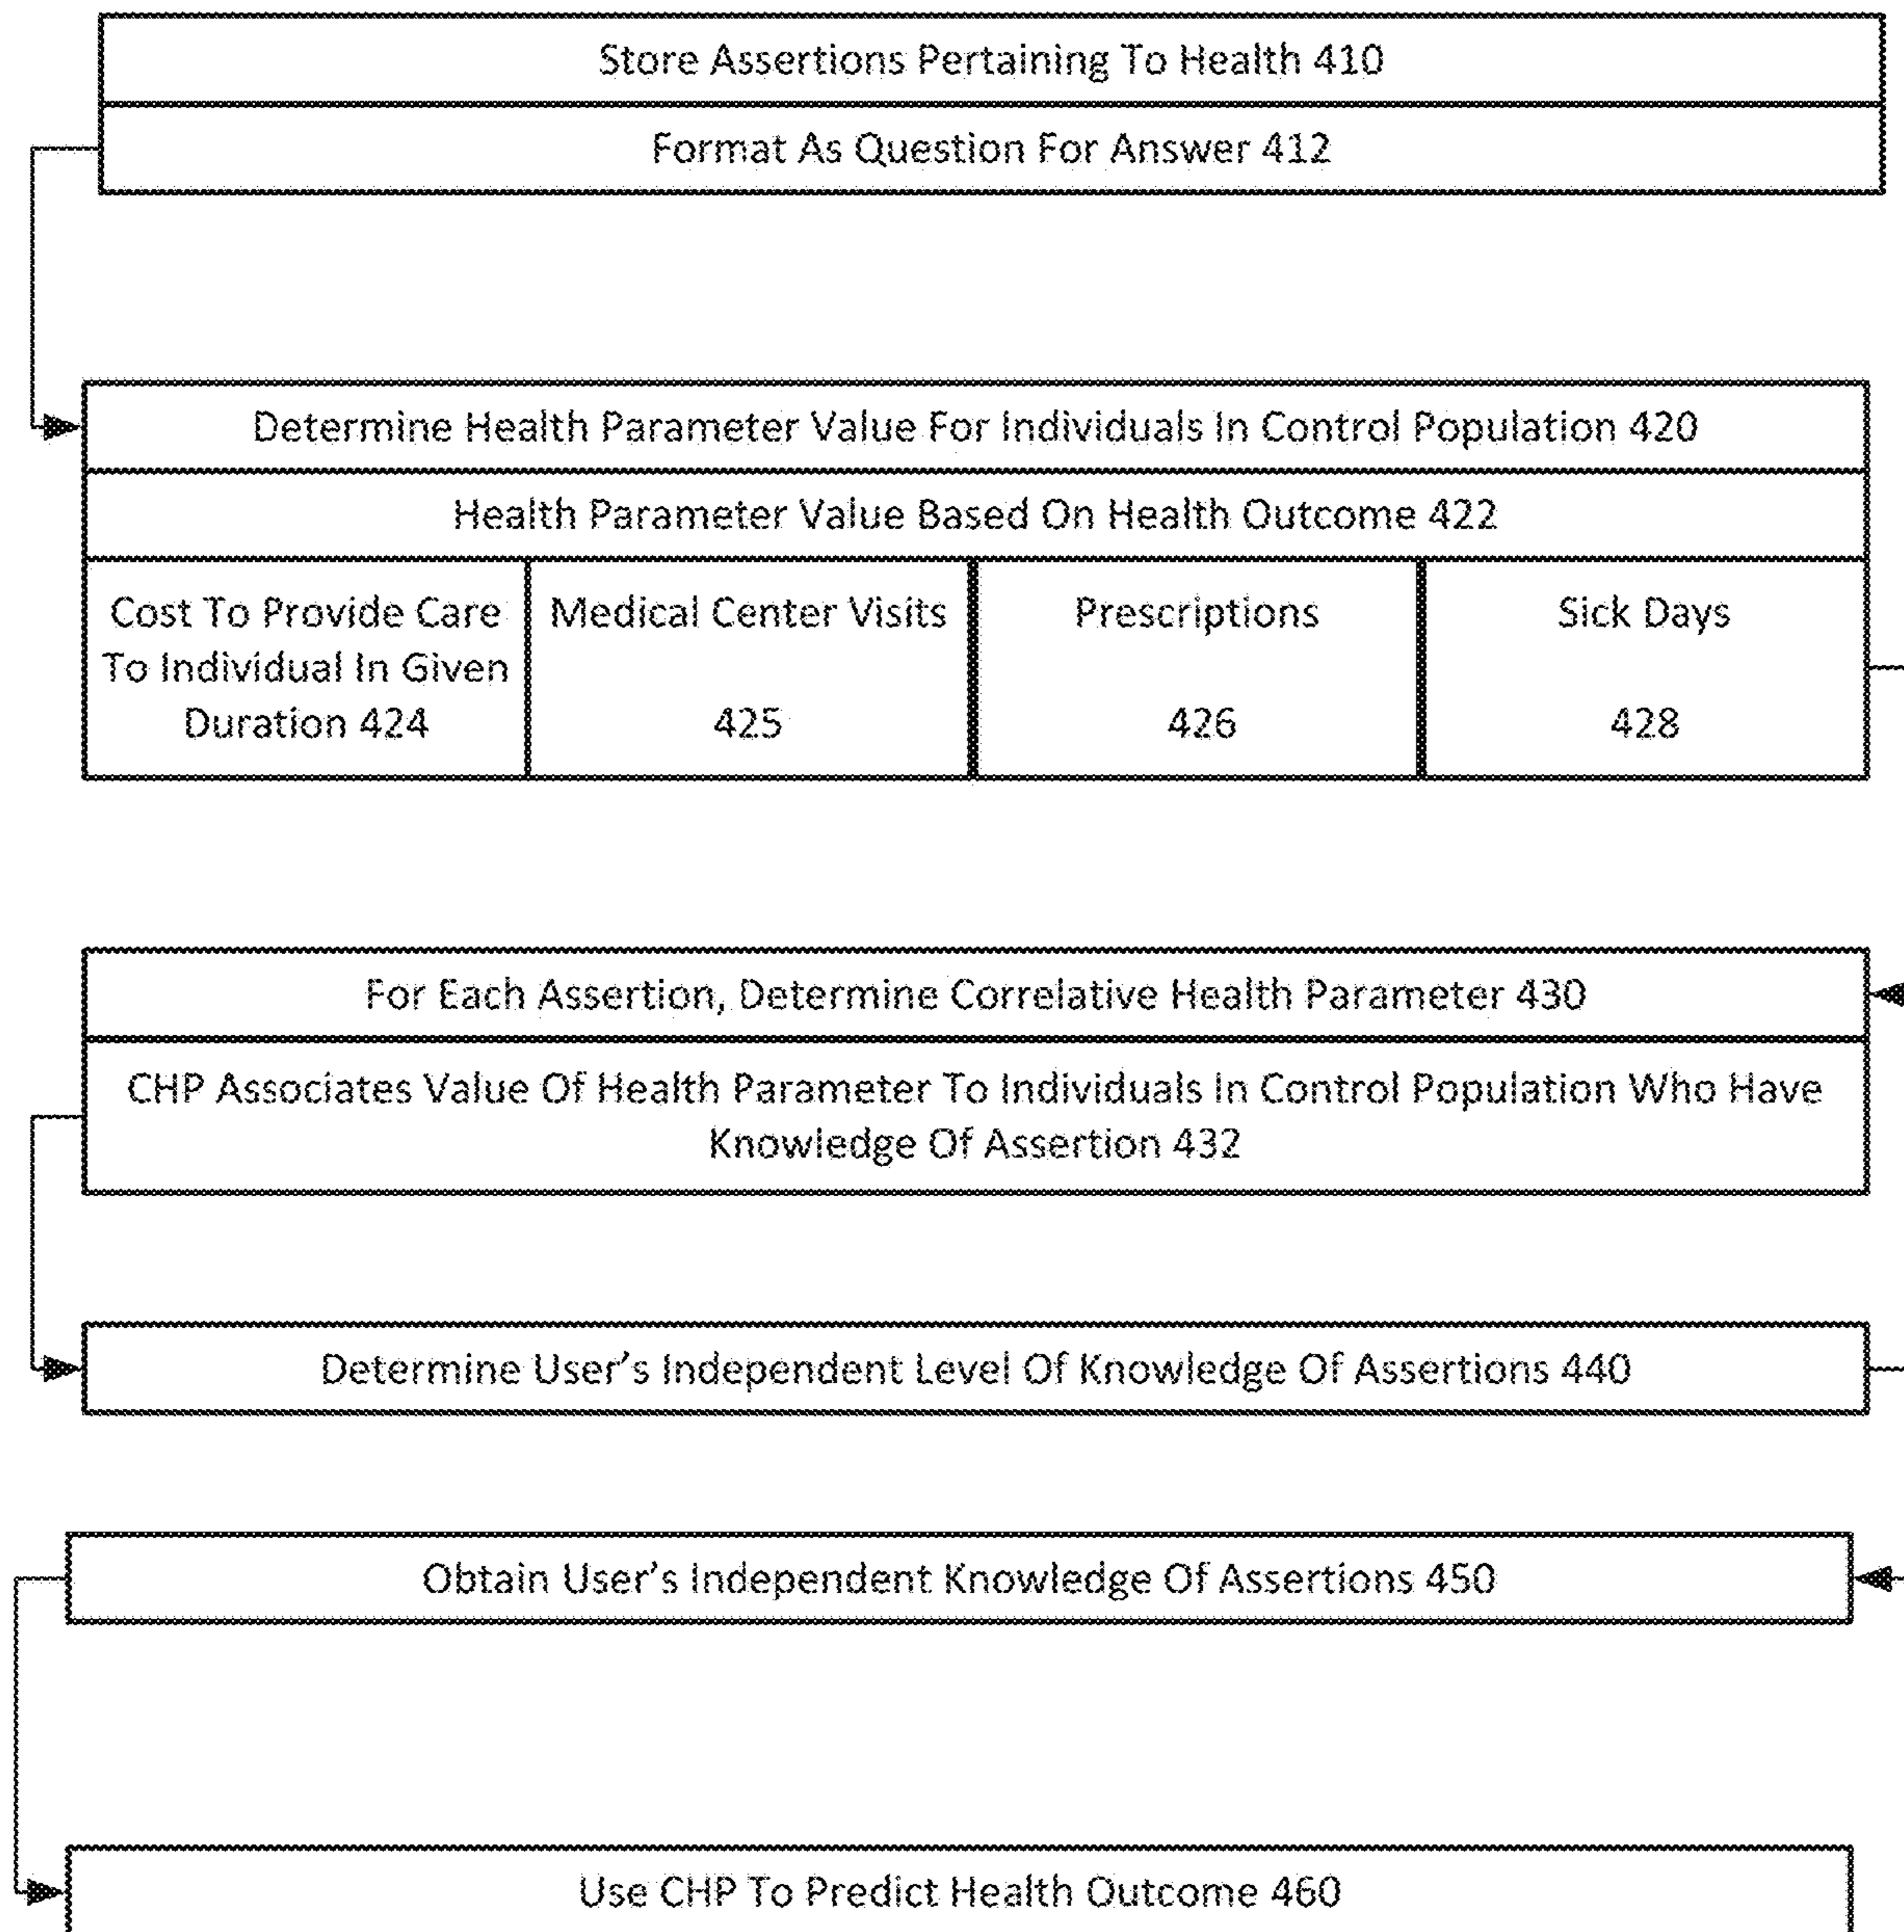 Store Assertions Pertaining To Health 410
Format As Question For Answer 412
Determine Health Parameter Value For Individuals In Control Population 420
Health Parameter Value Based On Health Outcome 422
Cost To Provide Care
To Individual In Given
Duration 424
Medical Center Visits
425
Prescriptions
426
Sick Days
428
For Each Assertion, Determine Correlative Health Parameter 430
CHP Associates Value Of Health Parameter To Individuals In Control Population Who Have
Knowledge Of Assertion 432
Determine User's Independent Level Of Knowledge Of Assertions 440
Obtain User's Independent Knowledge Of Assertions 450
Use CHP To Predict Health Outcome 460